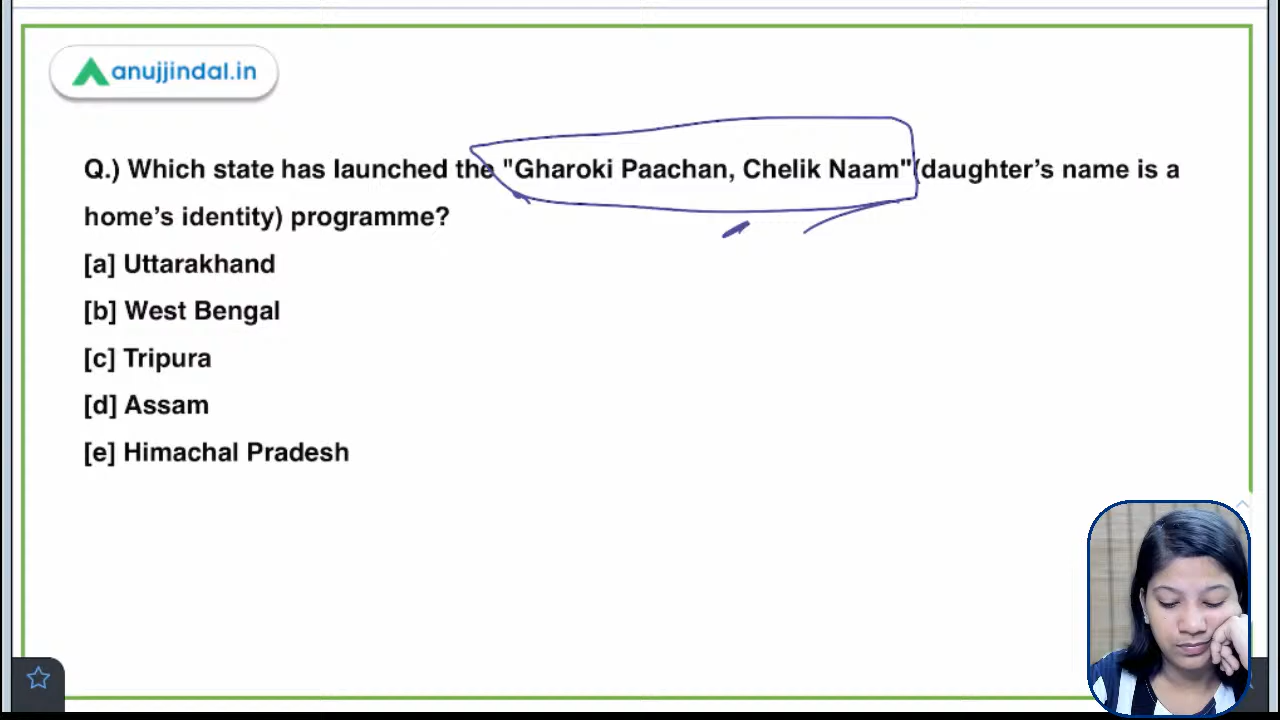 anujjindal.in
Q.) Which state has launched the "Gharoki Paachan, Chelik Naam"(daughter’s name is a
home’s identity) programme?
[a] Uttarakhand
[b] West Bengal
[c] Tripura
[d] Assam
[e] Himachal Pradesh